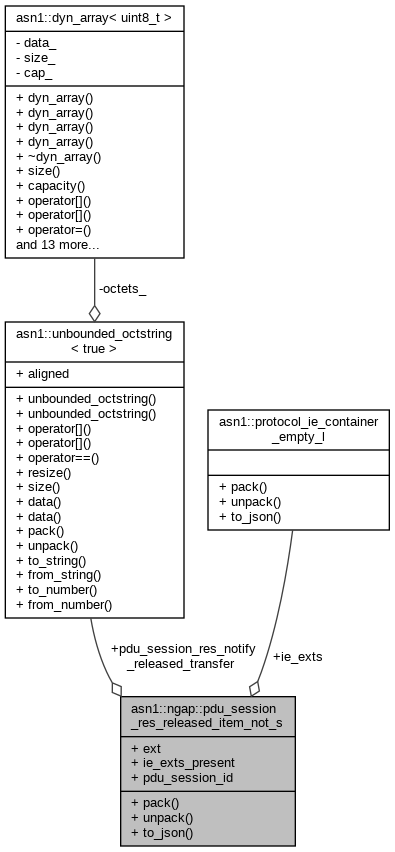 asn1::dyn_array< uint8_t >
- data_
- size_
- cap_
+ dyn_array()
+ dyn_array()
+ dyn_array()
+ dyn_array()
+ ~dyn_array()
+ size()
+ capacity()
+ operator[]()
+ operator[]()
+ operator=()
and 13 more...
-octets_
asn1::unbounded_octstring
< true >
+ aligned
+ unbounded_octstring()
+ unbounded_octstring()
+ operator[]()
+ operator[]()
+ operator==()
+ resize()
+ size()
+ data()
+ data()
+ pack()
+ unpack()
+ to_string()
+ from_string()
+ to_number()
+ from_number()
asn1::protocol_ie_container
_empty_l
+ pack()
+ unpack()
+ to_json()
+pdu_session_res_notify
_released_transfer
+ie_exts
asn1::ngap::pdu_session
_res_released_item_not_s
+ ext
+ ie_exts_present
+ pdu_session_id
+ pack()
+ unpack()
+ to_json()